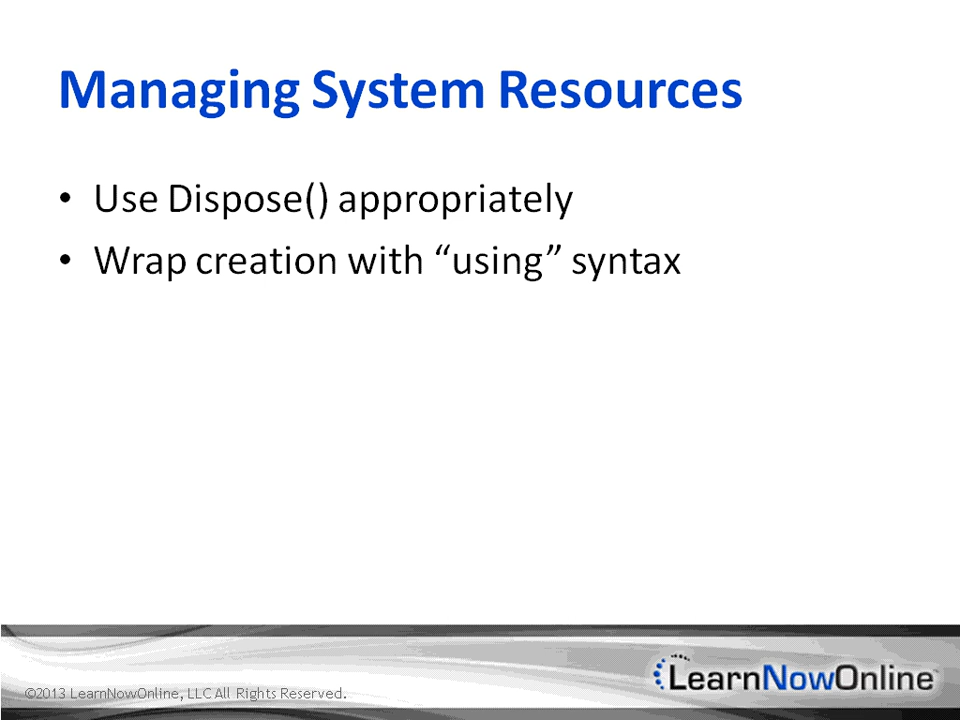 Managing System Resources
• Use Dispose() appropriately
• Wrap creation with “using” syntax
©2013 LearnNowOnline, LLC All Rights Reserved.
LearnNowOnline